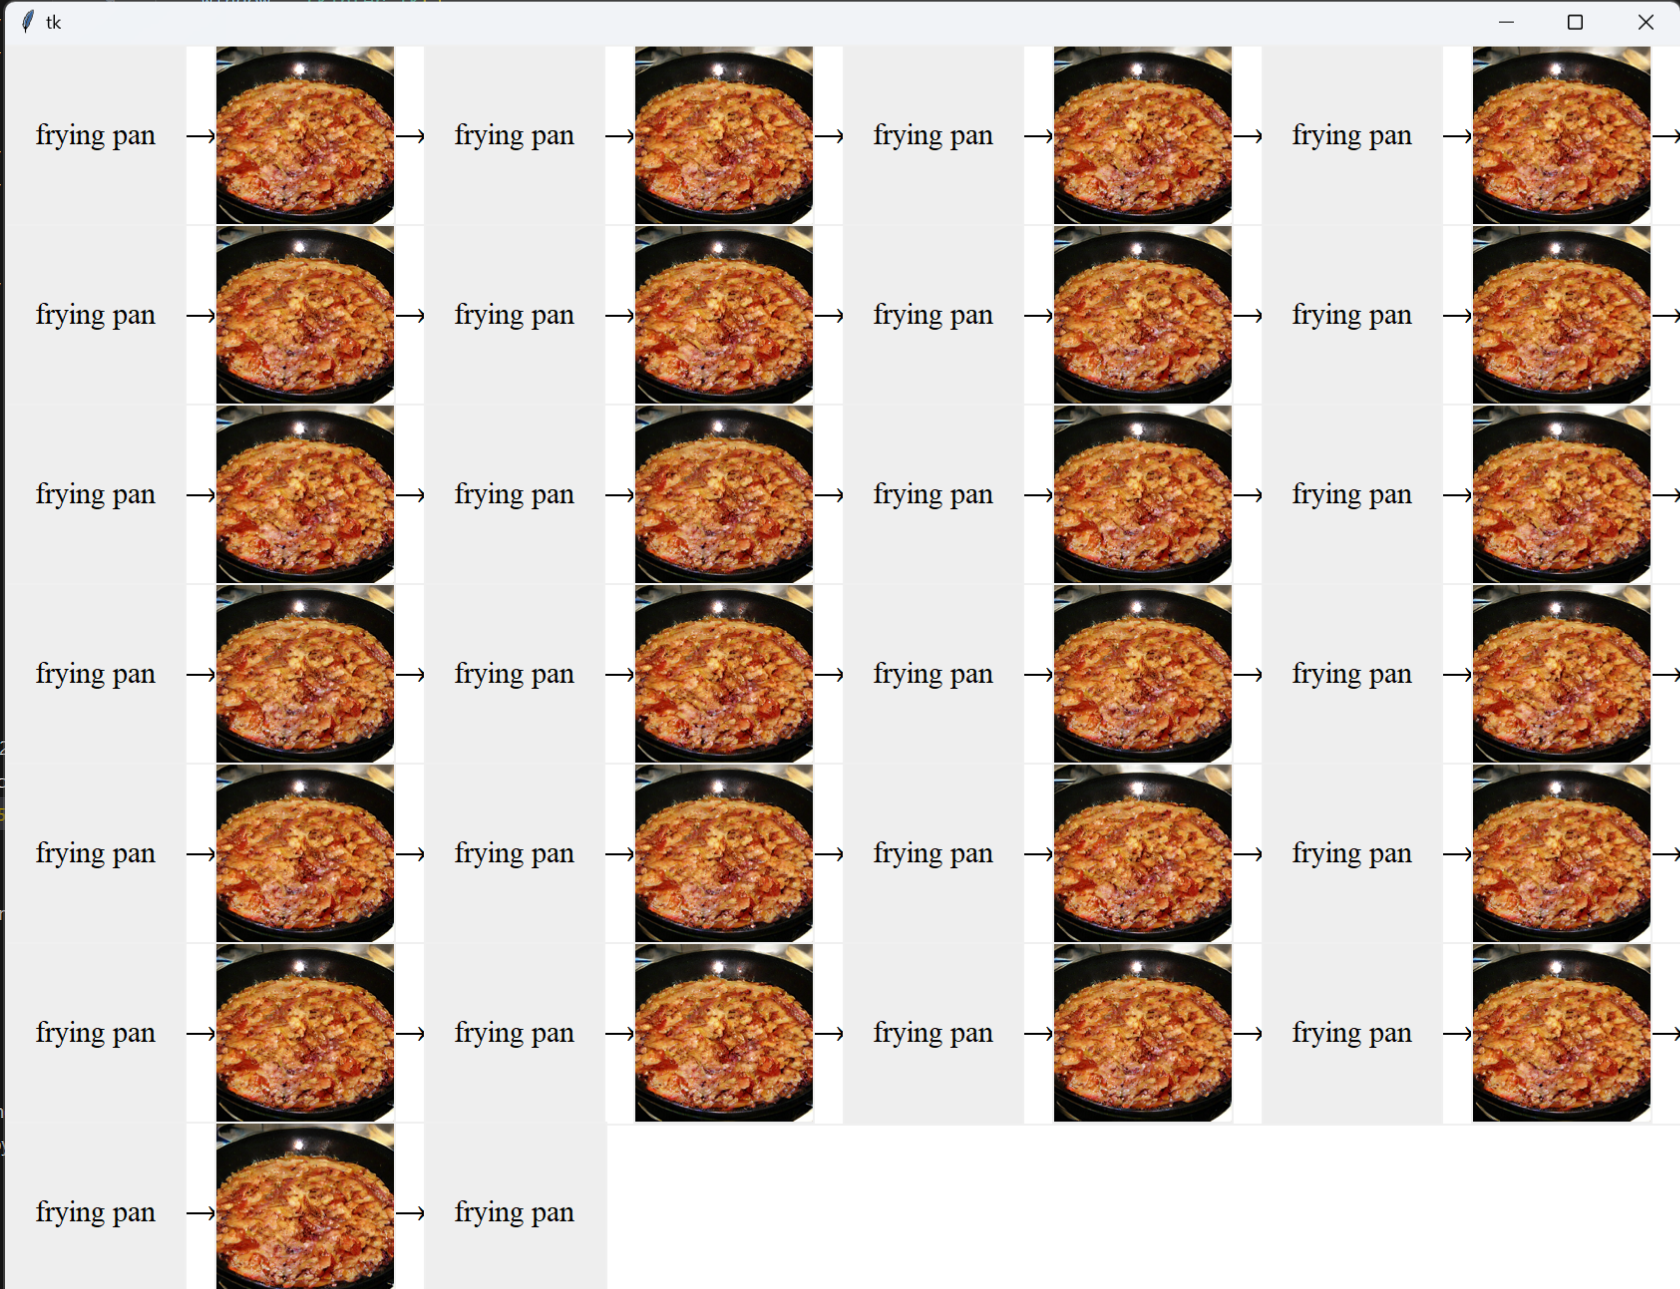 tk
frying pan → → frying pan → → frying pan → → frying pan → →
frying pan → → frying pan → → frying pan → → frying pan → →
frying pan → → frying pan → → frying pan → → frying pan → →
frying pan → → frying pan → → frying pan → → frying pan → →
frying pan → → frying pan → → frying pan → → frying pan → →
frying pan → → frying pan → → frying pan → → frying pan → →
frying pan → → frying pan